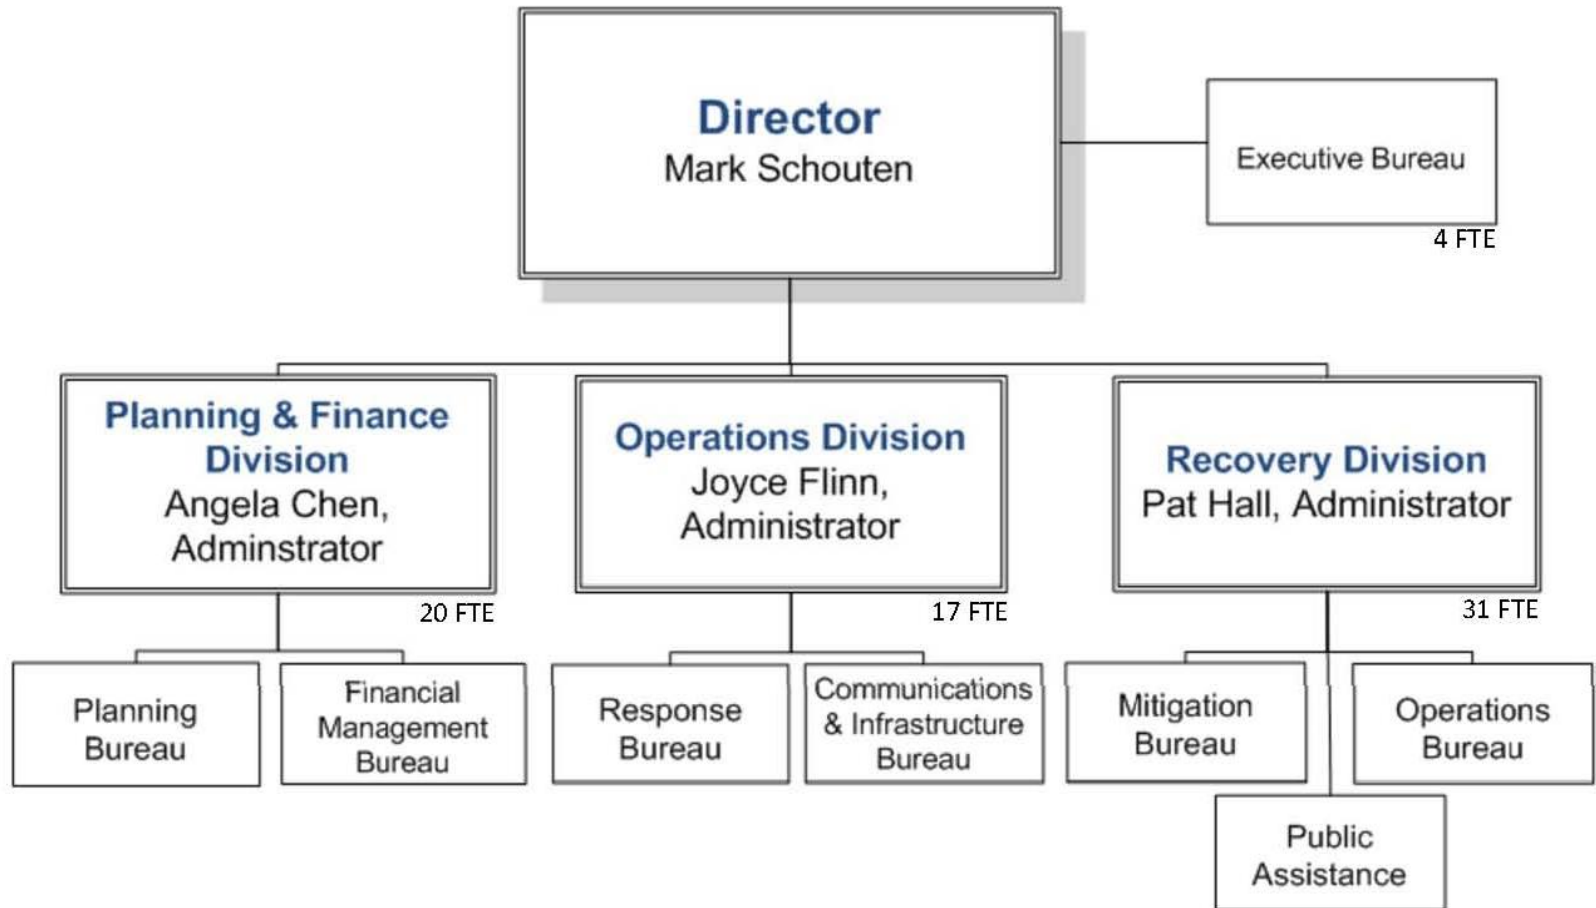 Director
Mark Schouten
Executive Bureau
4 FTE
Planning & Finance
Division
Angela Chen,
Adminstrator
20 FTE
Operations Division
Joyce Flinn,
Administrator
17 FTE
Recovery Division
Pat Hall, Administrator
31 FTE
Planning
Bureau
Financial
Management
Bureau
Response
Bureau
Communications
& Infrastructure
Bureau
Mitigation
Bureau
Operations
Bureau
Public
Assistance